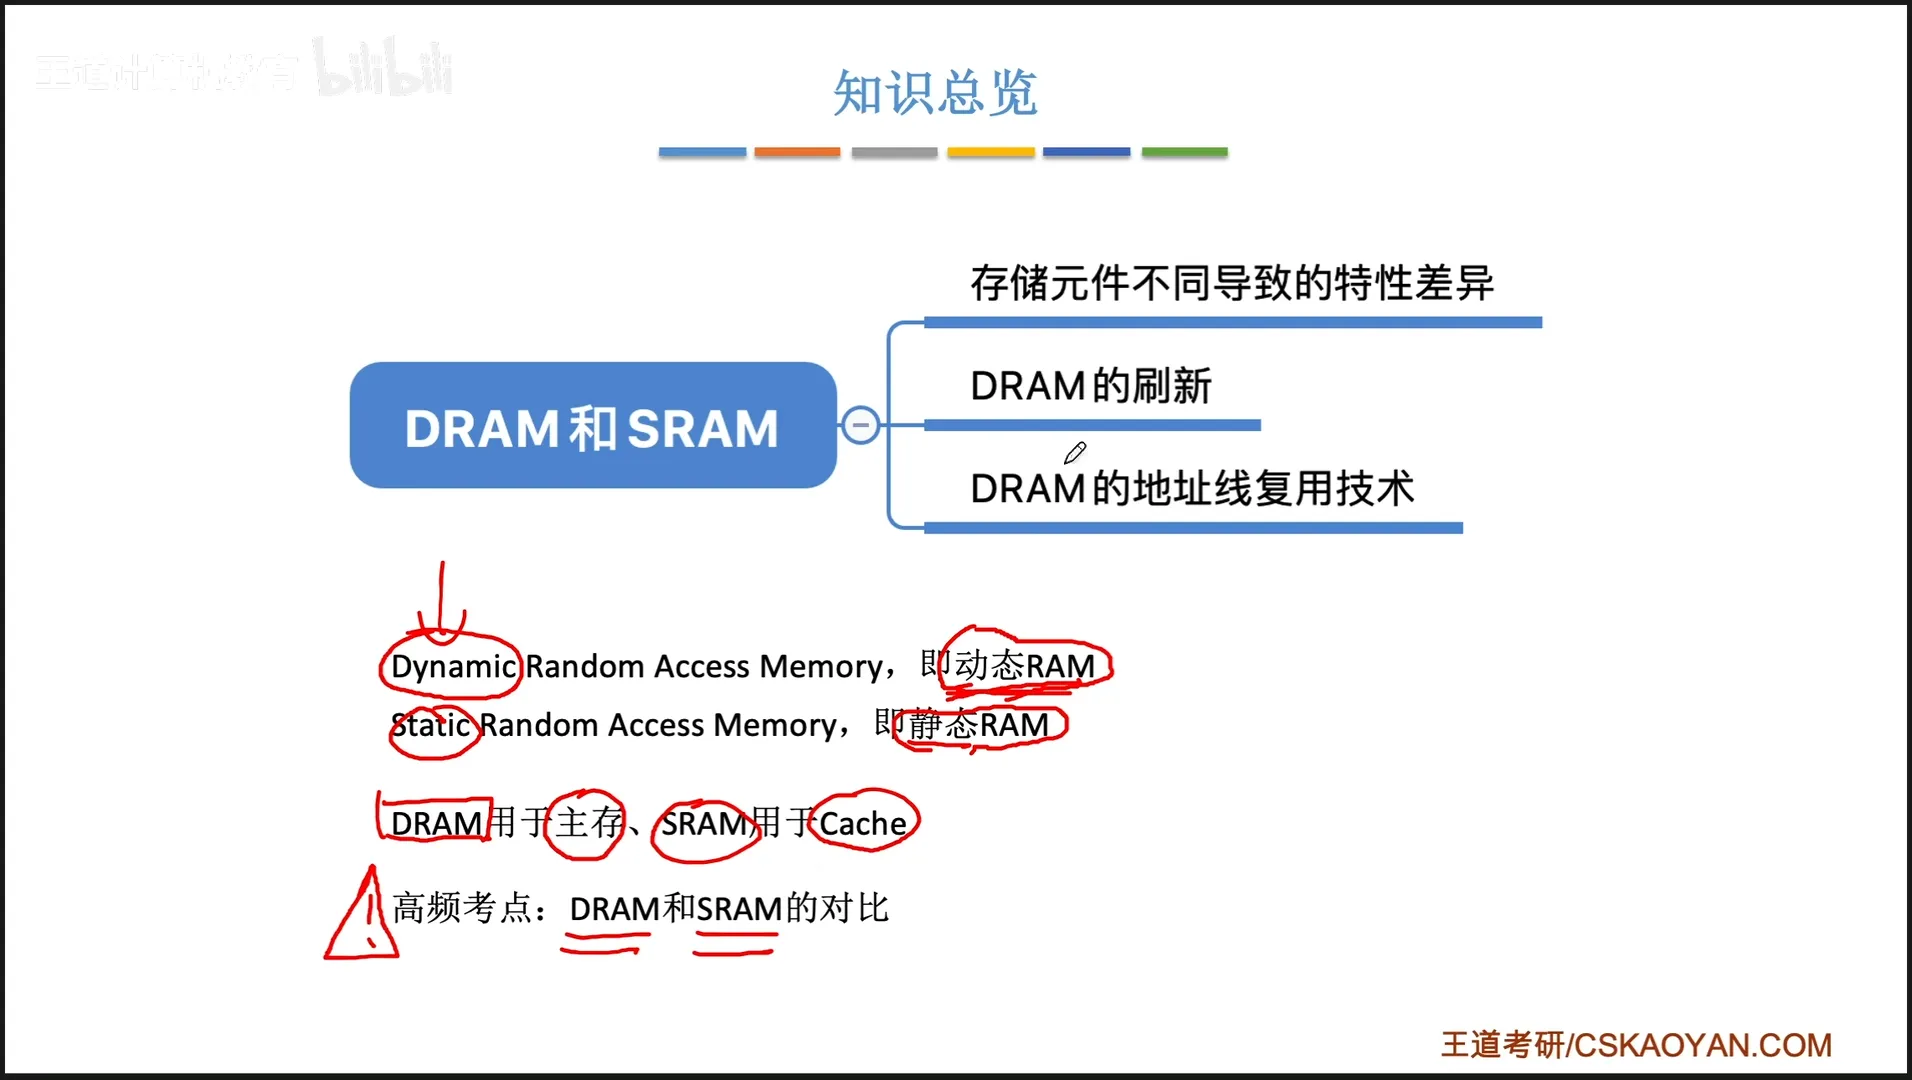 王道计算机教育 bilibili
知识总览
存储元件不同导致的特性差异
DRAM的刷新
DRAM和SRAM
DRAM的地址线复用技术
Dynamic Random Access Memory，即动态RAM
Static Random Access Memory，即静态RAM
DRAM用于主存、SRAM用于Cache
高频考点：DRAM和SRAM的对比
王道考研/CSKAOYAN.COM